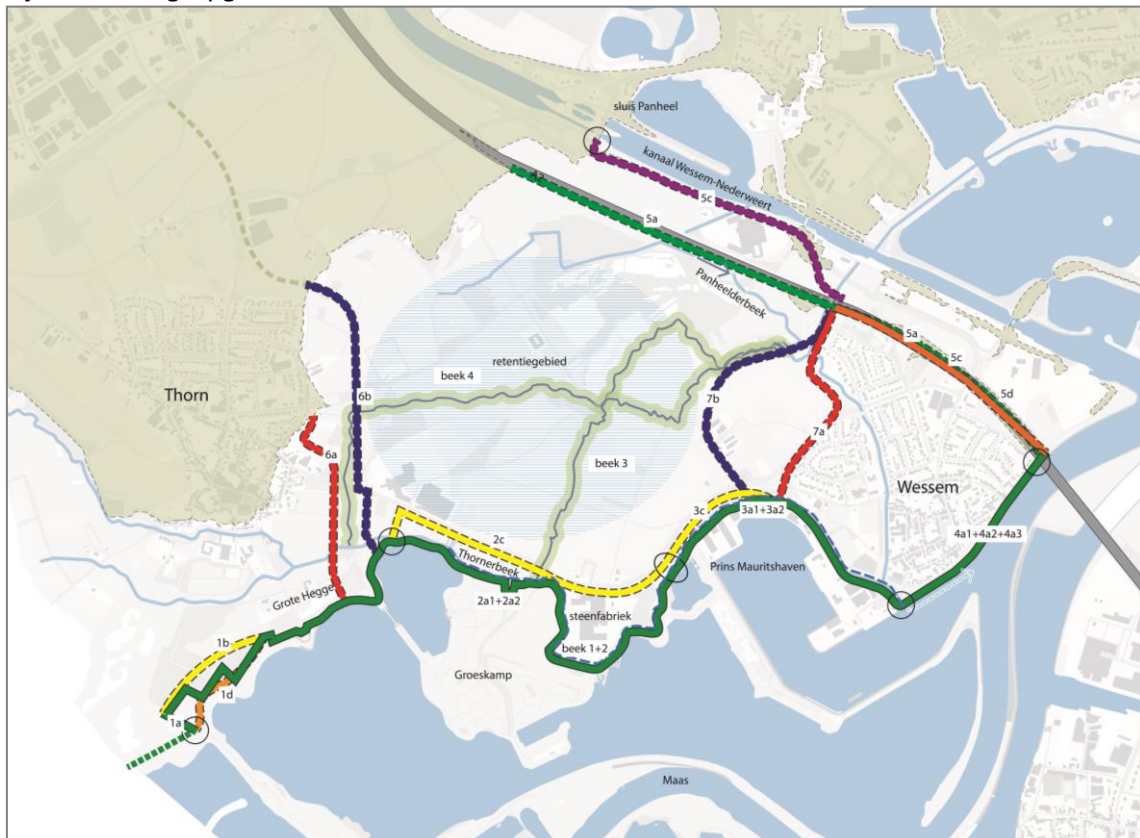 sluis Panheel
kanaal Wessem-Nederweert
5c
5a
Panheelderbeek
5a
5c
5d
retentiegebied
beek 4
Thorn
6b
7b
7a
6a
beek 3
Wessem
3c
3a1+3a2
4a1+4a2+4a3
2c
Thornerbeek
Prins Mauritshaven
Grote Hegge
2a1+2a2
steenfabriek
1b
beek 1+2
Groeskamp
1d
1a
Maas